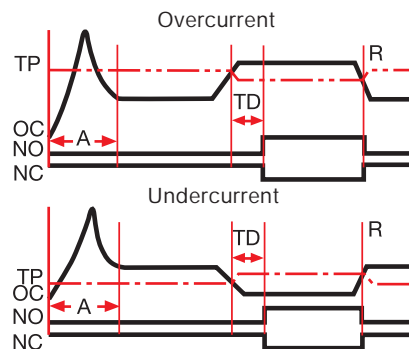 Overcurrent
TP
R
TD
OC
A
NO
NC
Undercurrent
TD
R
TP
OC
A
NO
NC